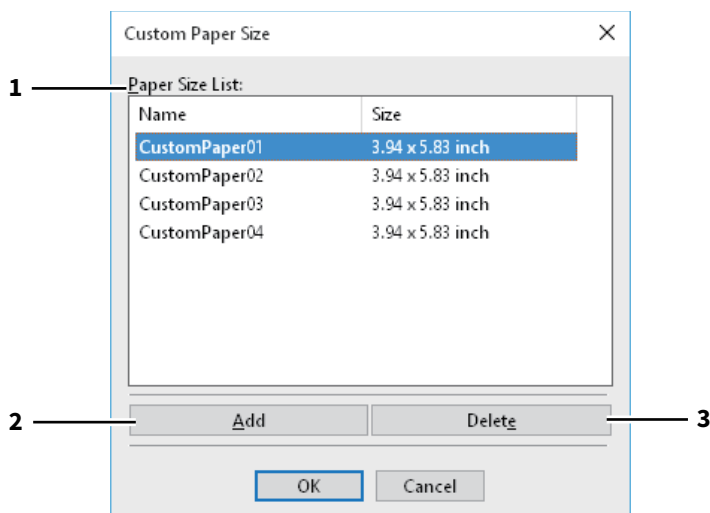 Custom Paper Size
1 Paper Size List:
Name Size
CustomPaper01 3.94 x 5.83 inch
CustomPaper02 3.94 x 5.83 inch
CustomPaper03 3.94 x 5.83 inch
CustomPaper04 3.94 x 5.83 inch
2 Add Delete 3
OK Cancel